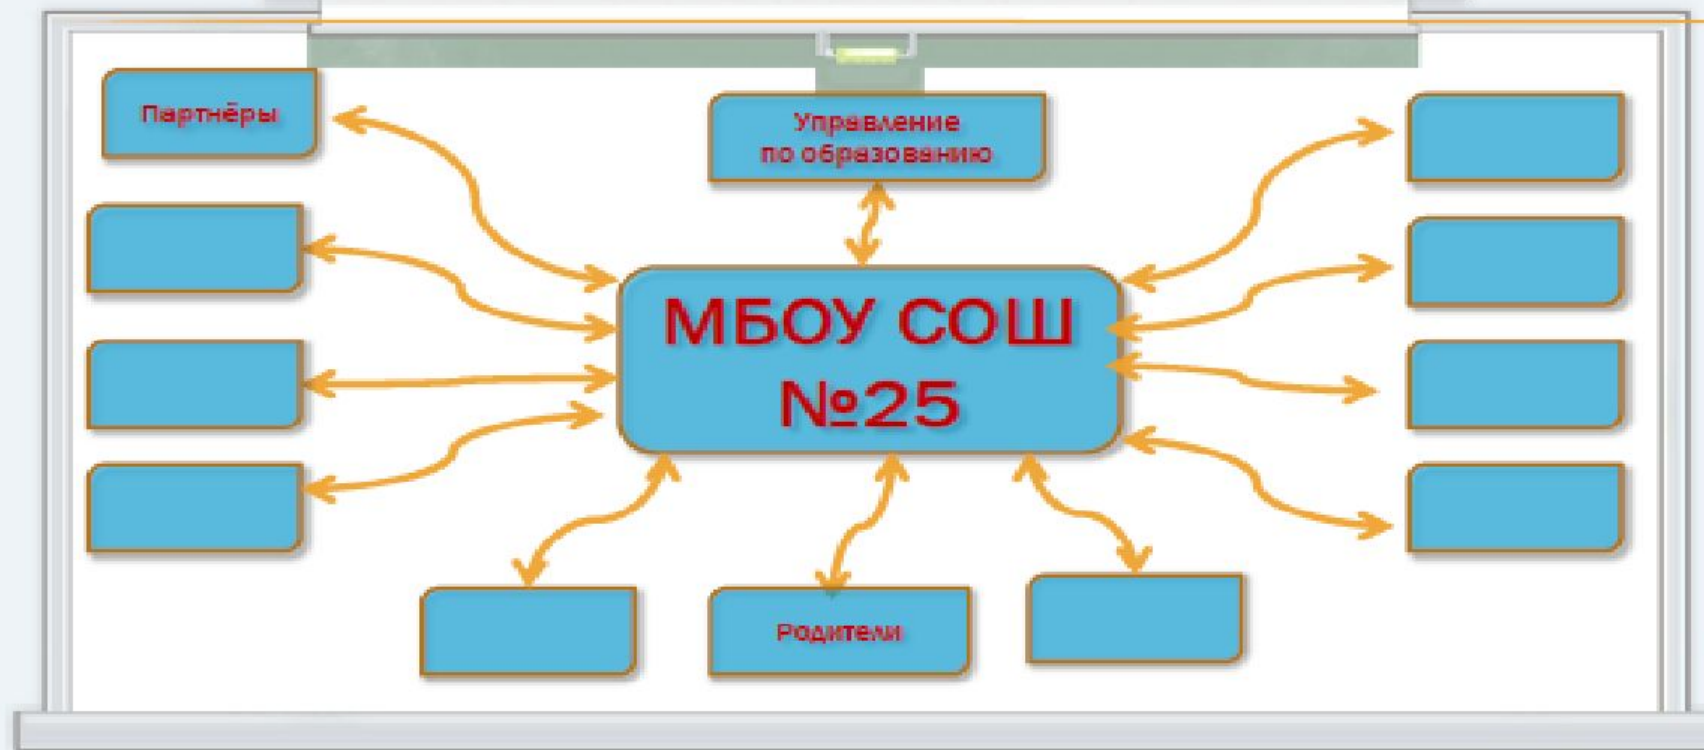 Партнёры
Управление
по образованию
МБОУ СОШ
№25
Родители